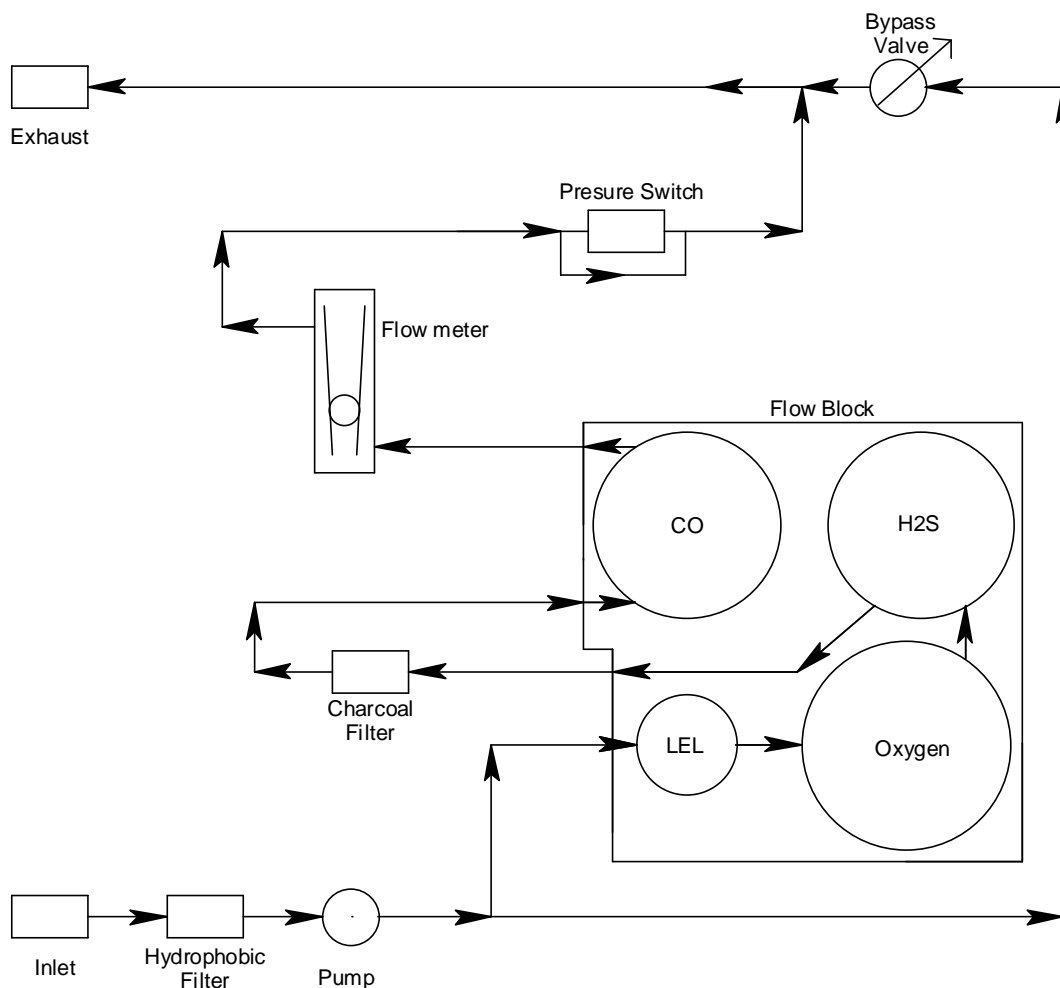 Bypass
Valve
Exhaust
Presure Switch
Flow meter
Flow Block
CO
H2S
Charcoal
Filter
LEL
Oxygen
Inlet
Hydrophobic
Filter
Pump